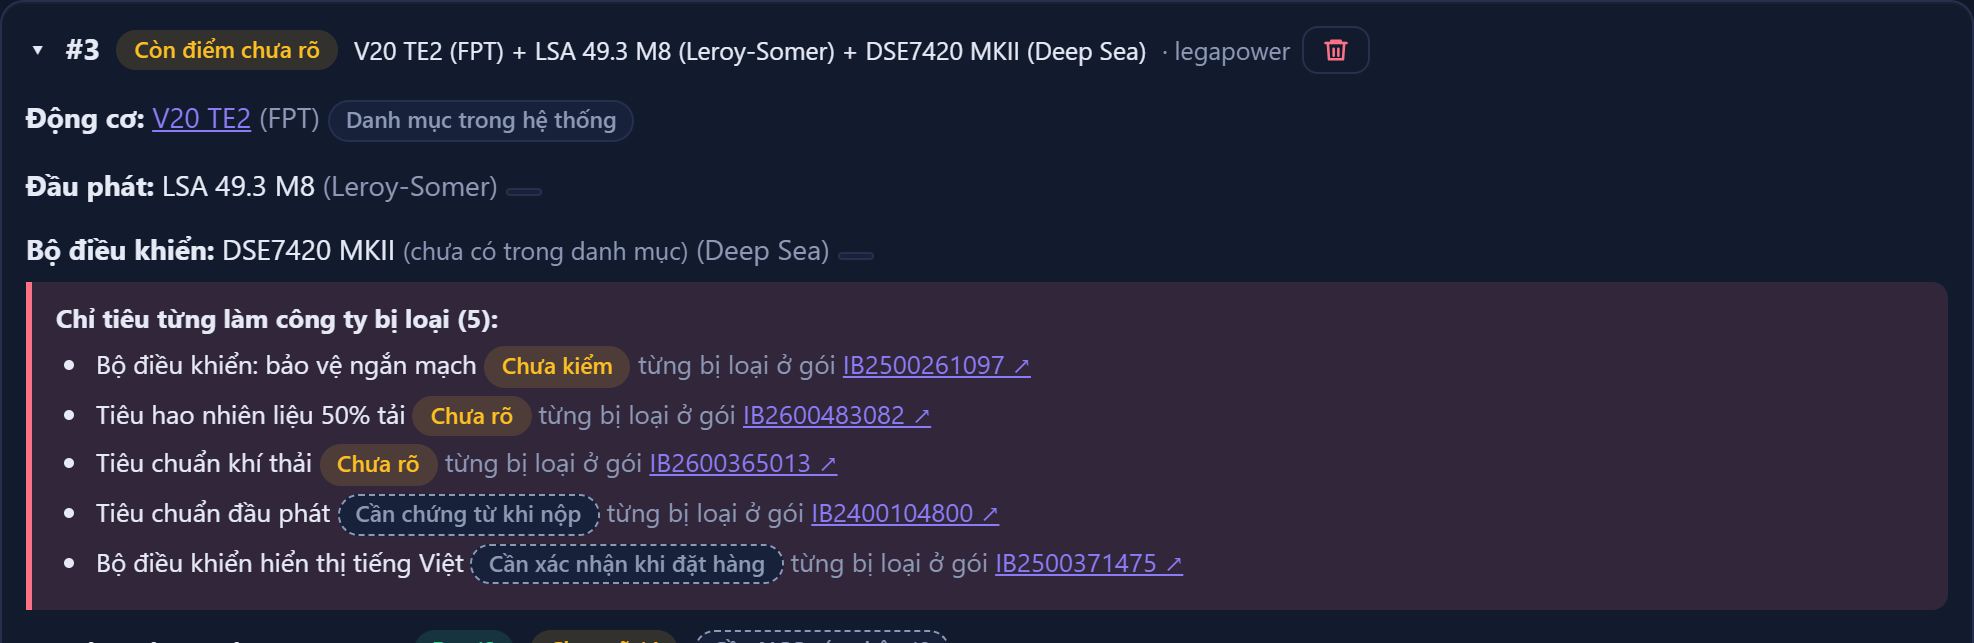 ▼ #3 Còn điểm chưa rõ V20 TE2 (FPT) + LSA 49.3 M8 (Leroy-Somer) + DSE7420 MKII (Deep Sea) · legapower
Động cơ: V20 TE2 (FPT) Danh mục trong hệ thống
Đầu phát: LSA 49.3 M8 (Leroy-Somer)
Bộ điều khiển: DSE7420 MKII (chưa có trong danh mục) (Deep Sea)
Chỉ tiêu từng làm công ty bị loại (5):
• Bộ điều khiển: bảo vệ ngắn mạch Chưa kiểm từng bị loại ở gói IB2500261097 ↗
• Tiêu hao nhiên liệu 50% tải Chưa rõ từng bị loại ở gói IB2600483082 ↗
• Tiêu chuẩn khí thải Chưa rõ từng bị loại ở gói IB2600365013 ↗
• Tiêu chuẩn đầu phát Cần chứng từ khi nộp từng bị loại ở gói IB2400104800 ↗
• Bộ điều khiển hiển thị tiếng Việt Cần xác nhận khi đặt hàng từng bị loại ở gói IB2500371475 ↗